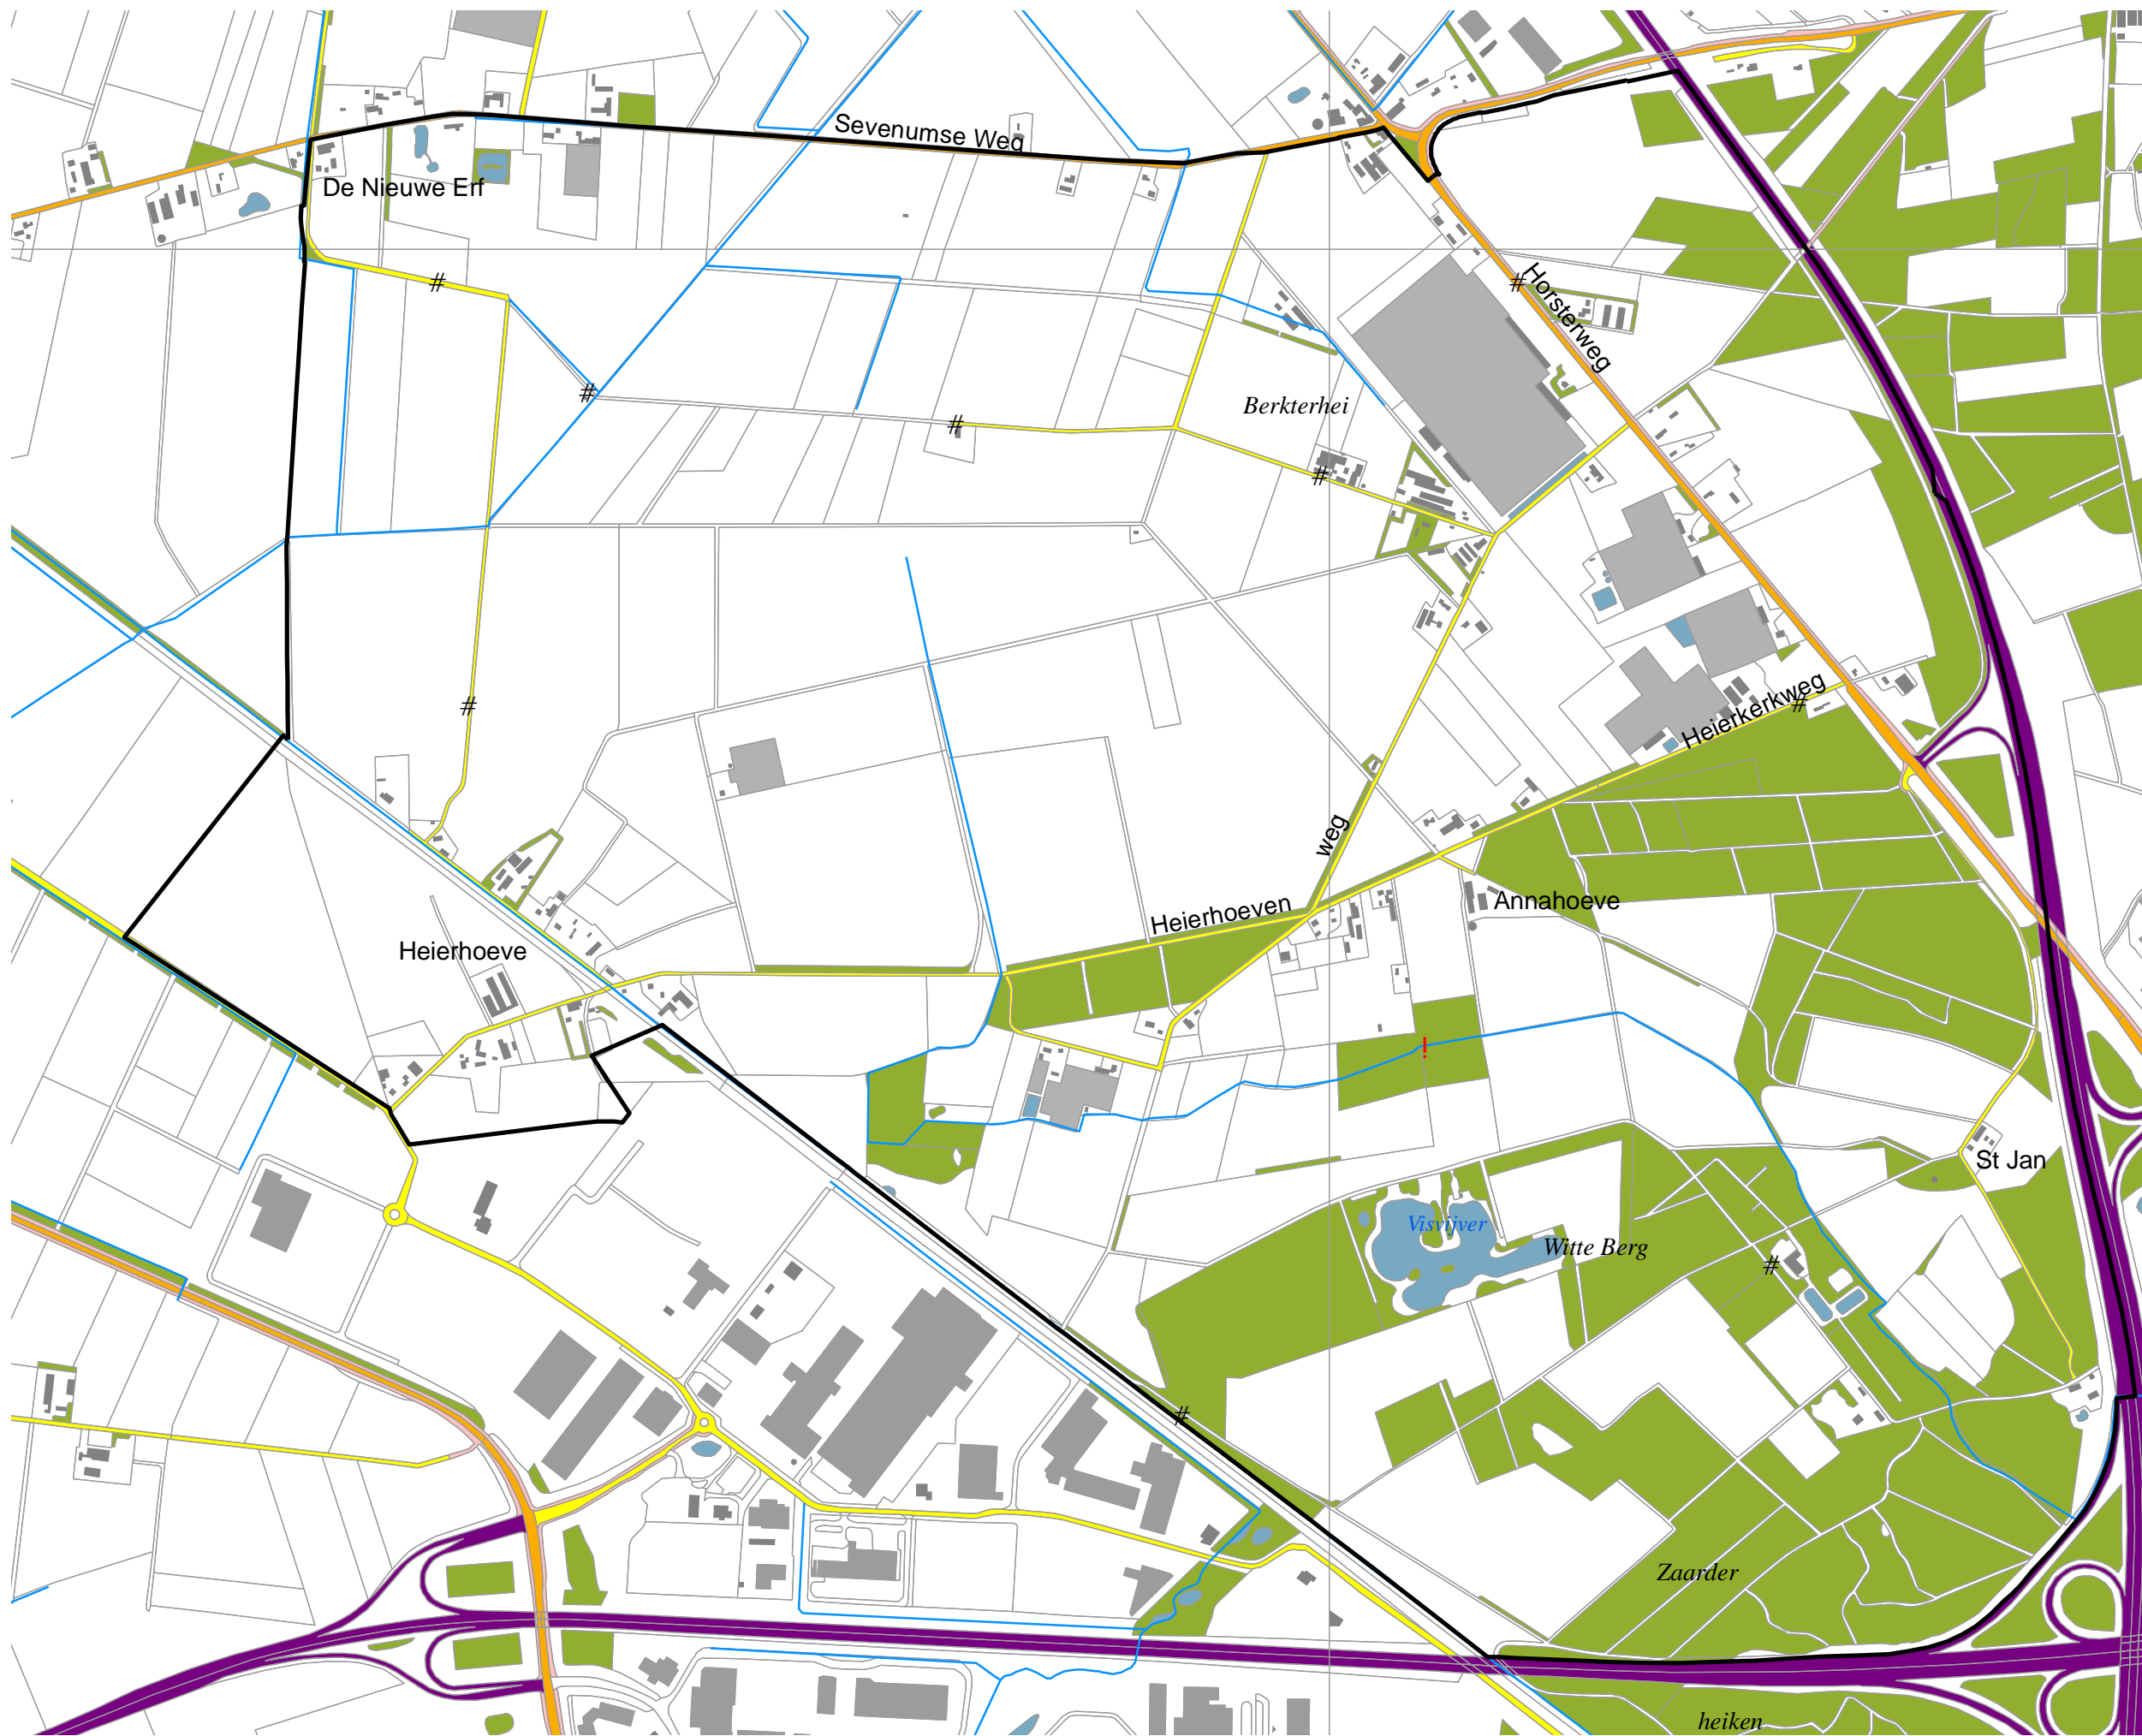 Sevenumse Weg
De Nieuwe Erf
#
#
Horsterweg
#
Berkterhei
#
#
#
Heierkerkweg
#
weg
Annahoeve
Heierhoeven
Heierhoeve
!
St Jan
Visvijver
Witte Berg
#
#
Zaarder
heiken